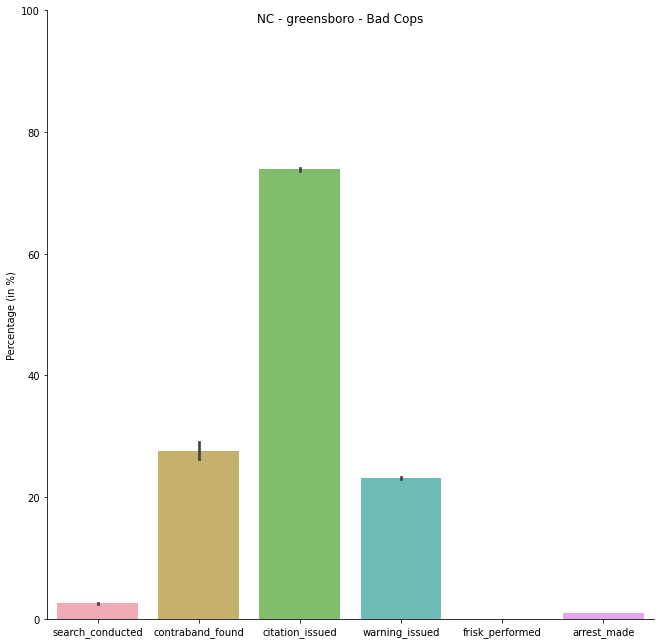 NC - greensboro - Bad Cops
100
80
60
40
20
0
Percentage (in %)
search_conducted contraband_found citation_issued warning_issued frisk_performed arrest_made